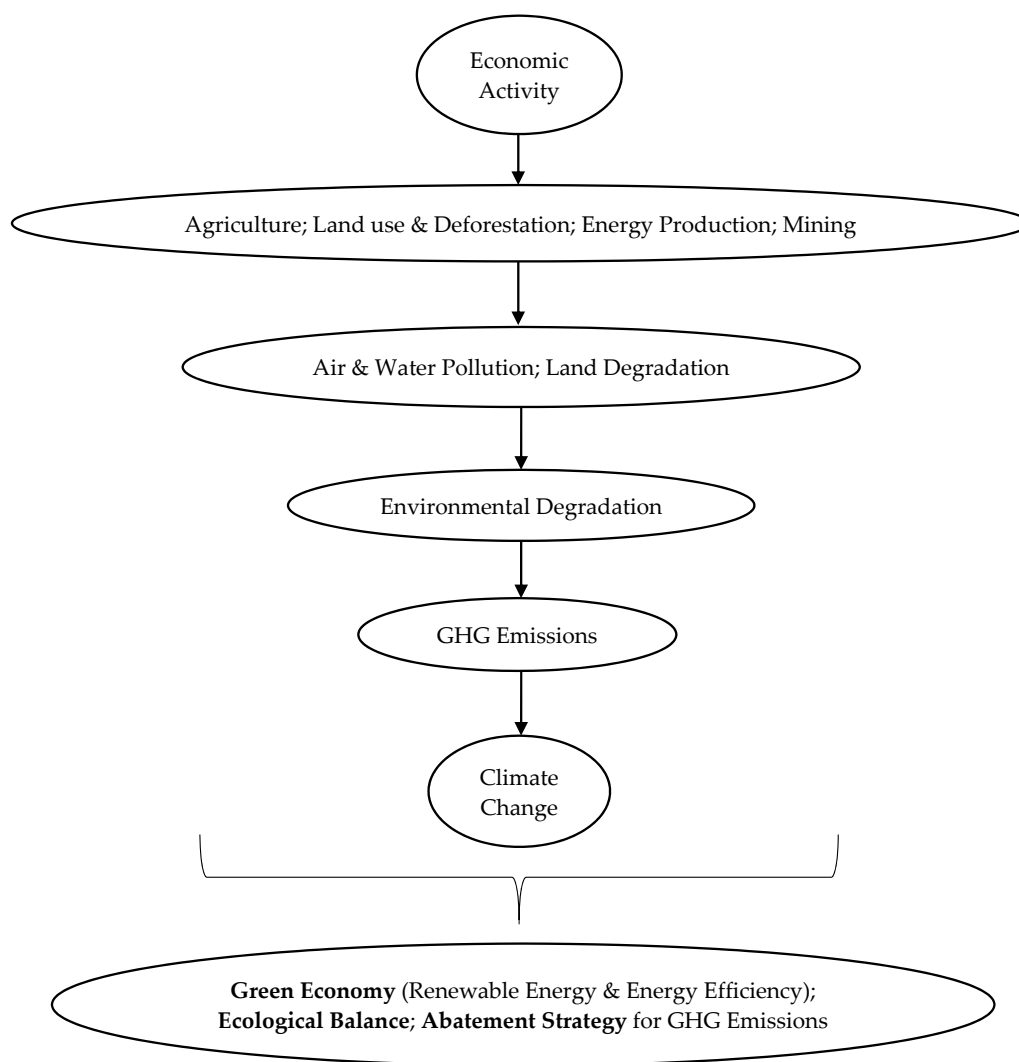 Economic
Activity
Agriculture; Land use & Deforestation; Energy Production; Mining
Air & Water Pollution; Land Degradation
Environmental Degradation
GHG Emissions
Climate
Change
Green Economy (Renewable Energy & Energy Efficiency);
Ecological Balance; Abatement Strategy for GHG Emissions